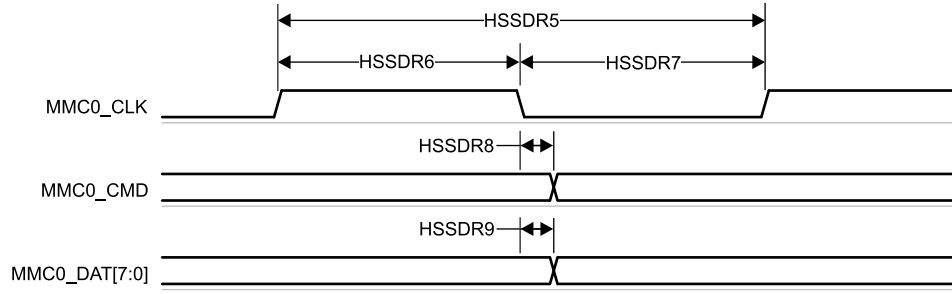 HSSDR5
HSSDR6 HSSDR7
MMC0_CLK
HSSDR8
MMC0_CMD
HSSDR9
MMC0_DAT[7:0]